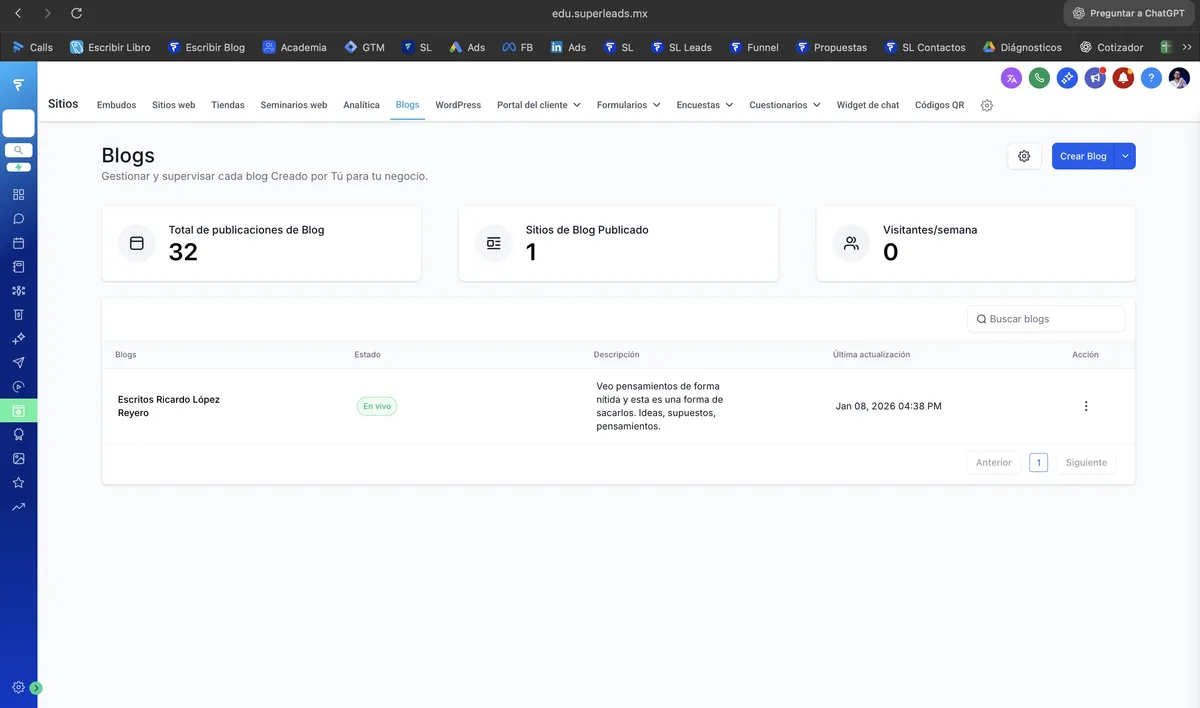 edu.superleads.mx
Preguntar a ChatGPT
Calls
Escribir Libro
Escribir Blog
Academia
GTM
SL
Ads
FB
Ads
SL
SL Leads
Funnel
Propuestas
SL Contactos
Diágnosticos
Cotizador
Sitios
Embudos
Sitios web
Tiendas
Seminarios web
Analítica
Blogs
WordPress
Portal del cliente
Formularios
Encuestas
Cuestionarios
Widget de chat
Códigos QR
Blogs
Gestionar y supervisar cada blog Creado por Tú para tu negocio.
Crear Blog
Total de publicaciones de Blog
32
Sitios de Blog Publicado
1
Visitantes/semana
0
Buscar blogs
Blogs
Estado
Descripción
Última actualización
Acción
Escritos Ricardo López
Reyero
En vivo
Veo pensamientos de forma
nítida y esta es una forma de
sacarlos. Ideas, supuestos,
pensamientos.
Jan 08, 2026 04:38 PM
Anterior
1
Siguiente